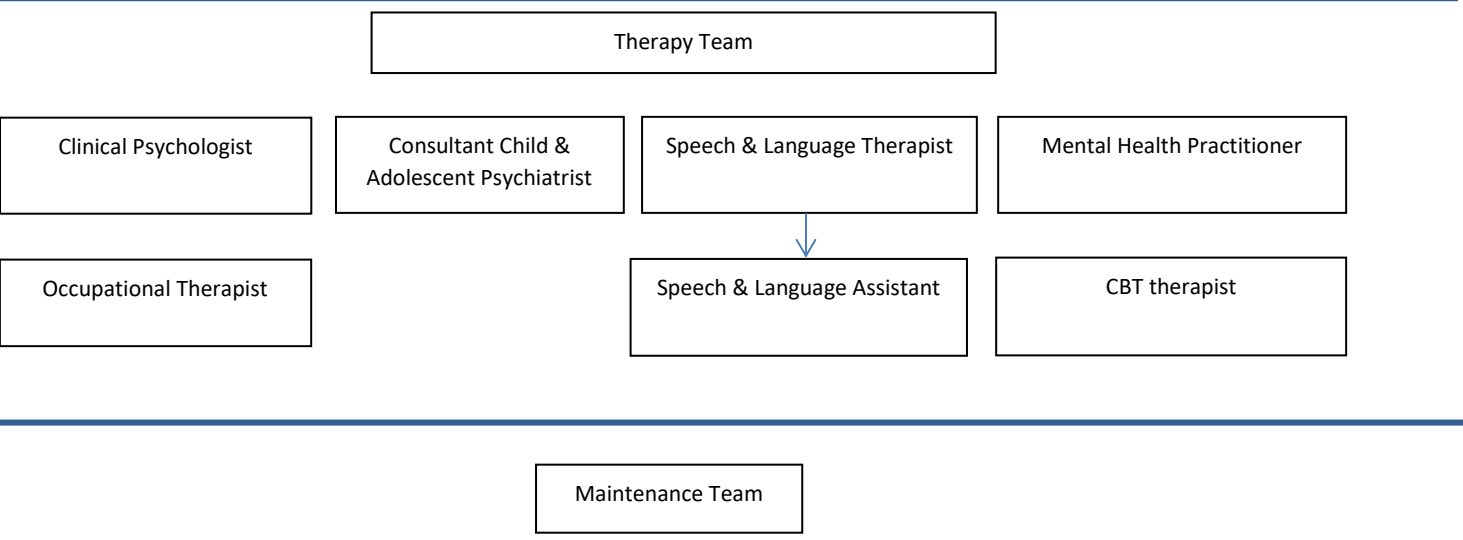 Therapy Team
Clinical Psychologist
Consultant Child &
Adolescent Psychiatrist
Speech & Language Therapist
Mental Health Practitioner
Occupational Therapist
Speech & Language Assistant
CBT therapist
Maintenance Team